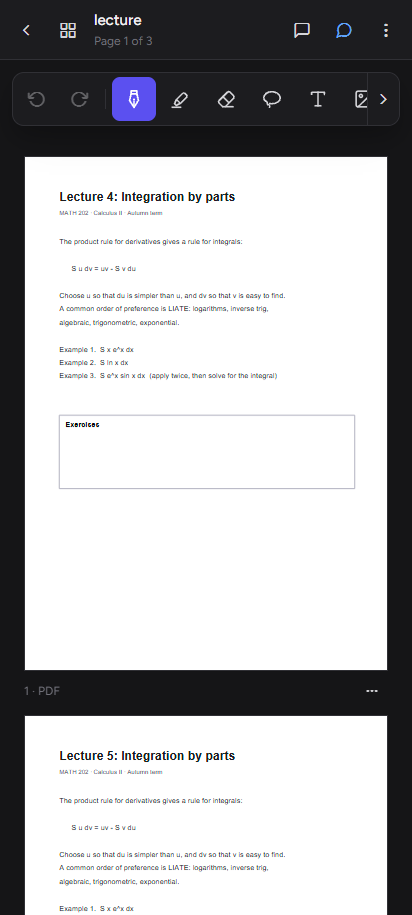 lecture
Page 1 of 3
Lecture 4: Integration by parts
MATH 202 · Calculus II · Autumn term
The product rule for derivatives gives a rule for integrals:
S u dv = uv - S v du
Choose u so that du is simpler than u, and dv so that v is easy to find.
A common order of preference is LIATE: logarithms, inverse trig,
algebraic, trigonometric, exponential.
Example 1.  S x e^x dx
Example 2.  S ln x dx
Example 3.  S e^x sin x dx  (apply twice, then solve for the integral)
Exercises
1 · PDF
Lecture 5: Integration by parts
MATH 202 · Calculus II · Autumn term
The product rule for derivatives gives a rule for integrals:
S u dv = uv - S v du
Choose u so that du is simpler than u, and dv so that v is easy to find.
A common order of preference is LIATE: logarithms, inverse trig,
algebraic, trigonometric, exponential.
Example 1.  S x e^x dx